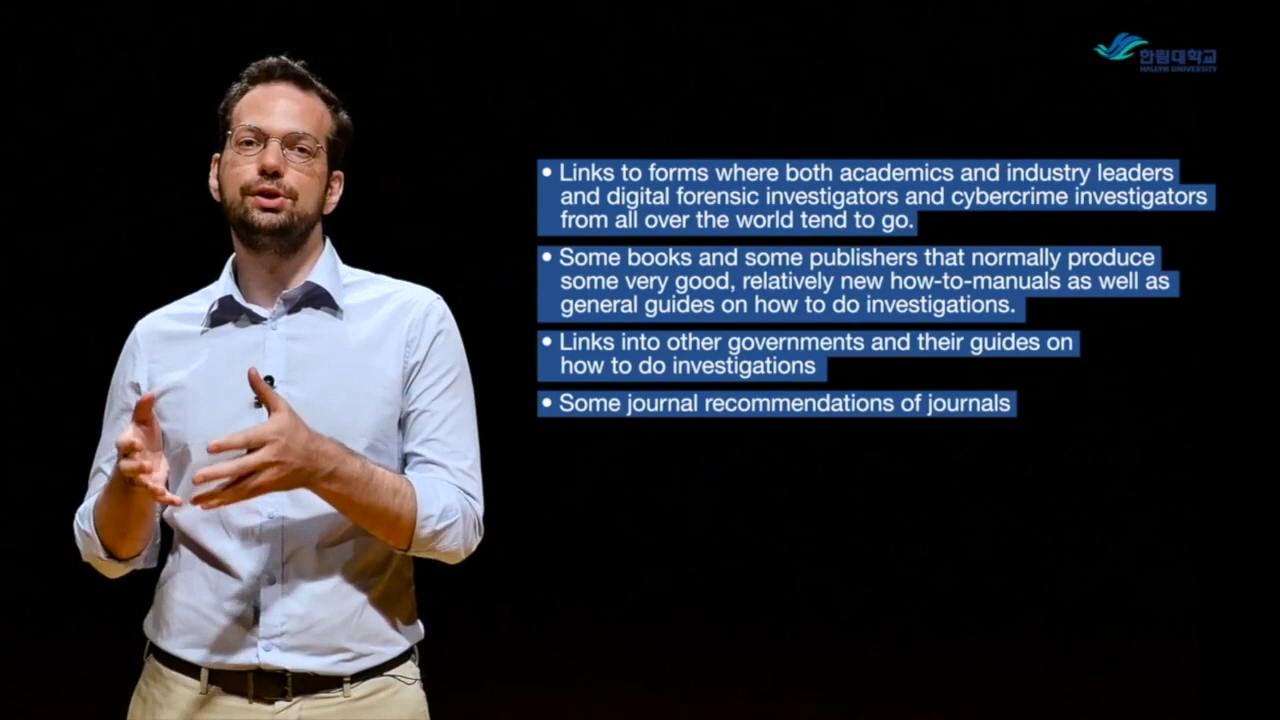 한림대학교
HALLYM UNIVERSITY
• Links to forms where both academics and industry leaders
and digital forensic investigators and cybercrime investigators
from all over the world tend to go.
• Some books and some publishers that normally produce
some very good, relatively new how-to-manuals as well as
general guides on how to do investigations.
• Links into other governments and their guides on
how to do investigations
• Some journal recommendations of journals